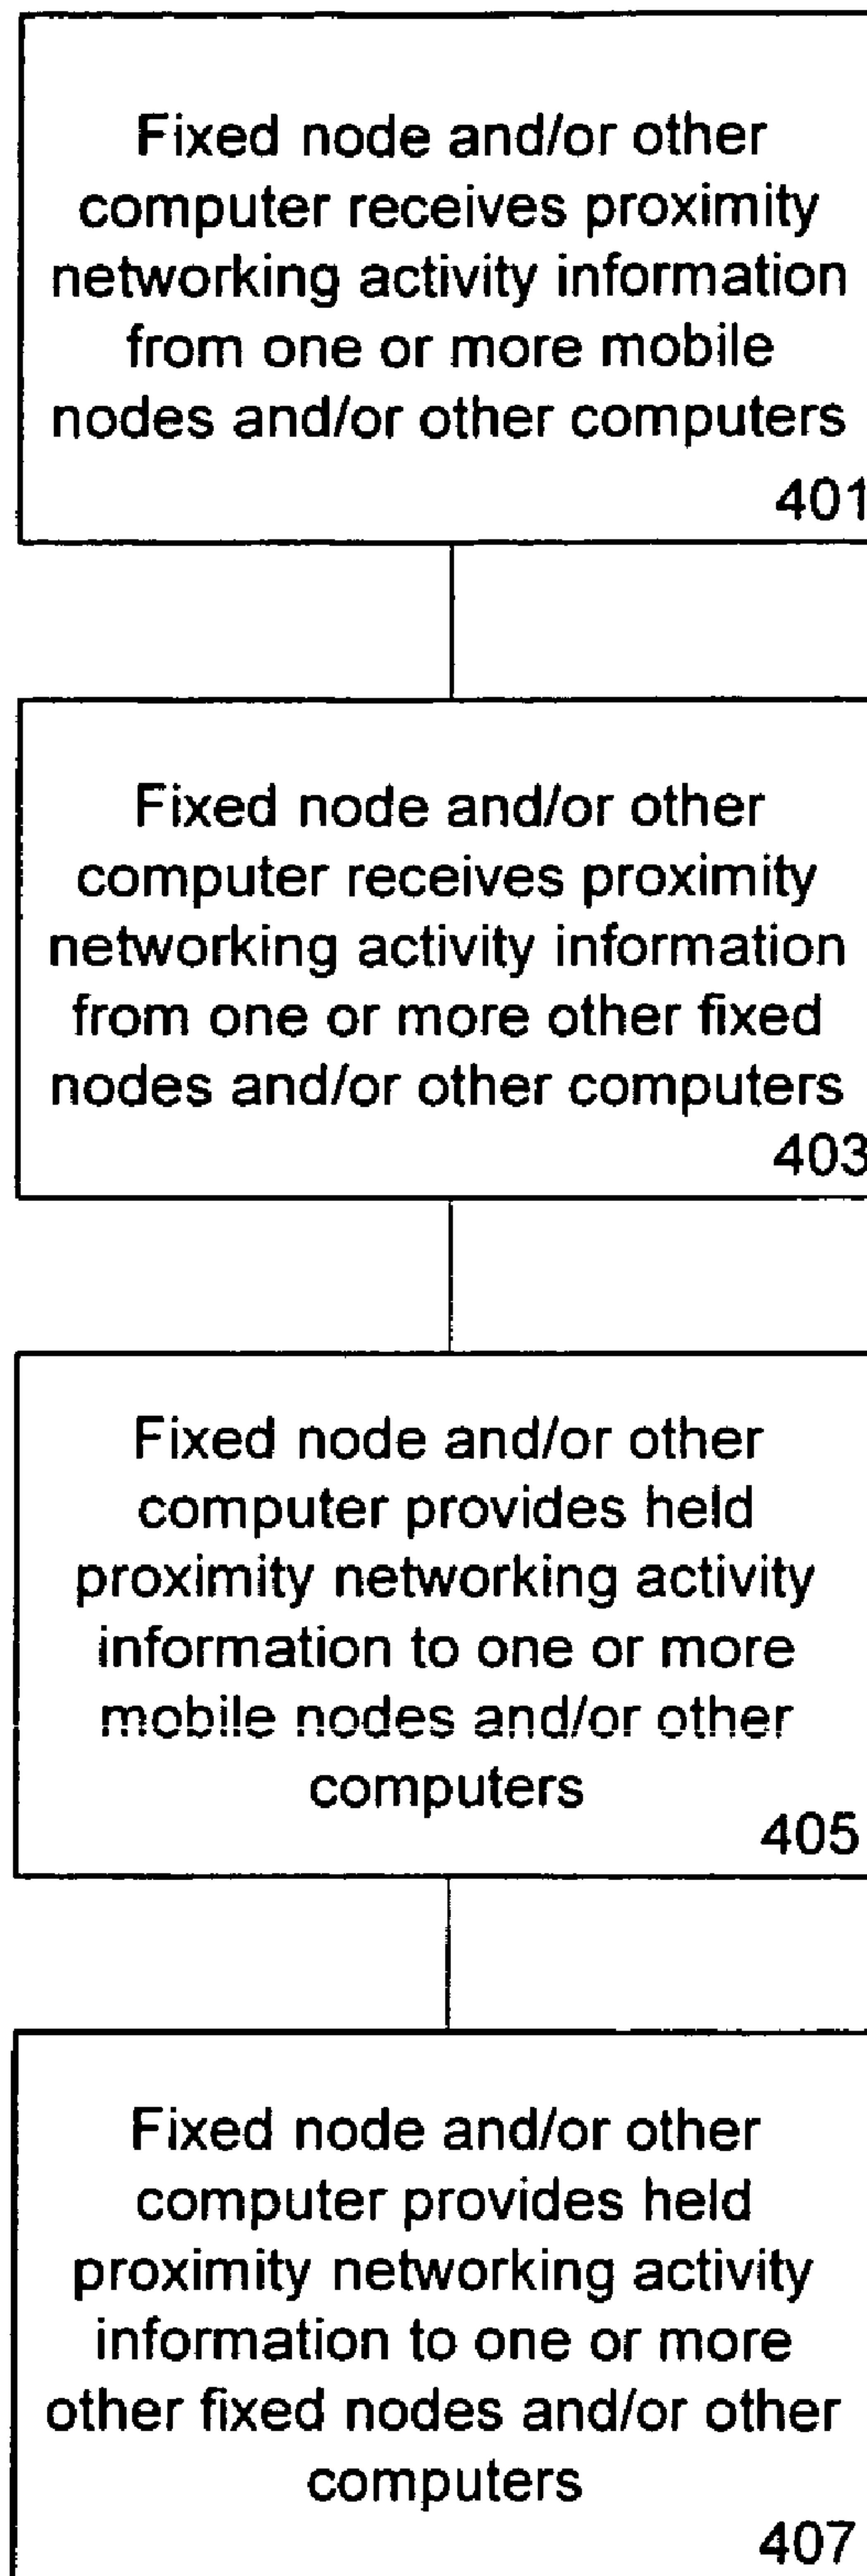 Fixed node and/or other
computer receives proximity
networking activity information
from one or more mobile
nodes and/or other computers
401
Fixed node and/or other
computer receives proximity
networking activity information
from one or more other fixed
nodes and/or other computers
403
Fixed node and/or other
computer provides held
proximity networking activity
information to one or more
mobile nodes and/or other
computers
405
Fixed node and/or other
computer provides held
proximity networking activity
information to one or more
other fixed nodes and/or other
computers
407